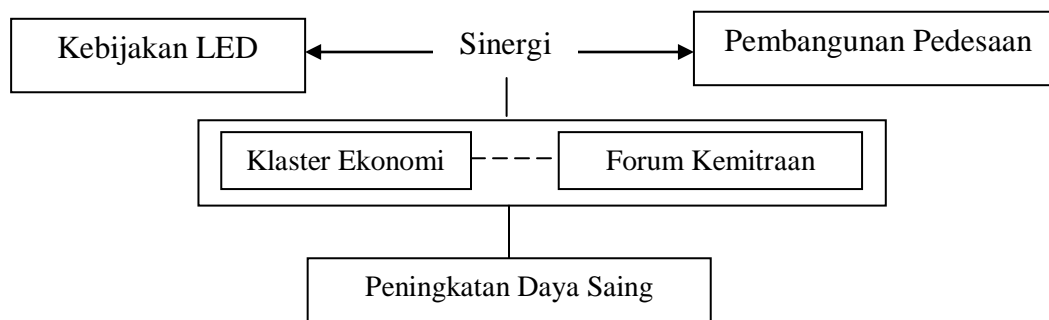 Kebijakan LED
Sinergi
Pembangunan Pedesaan
Klaster Ekonomi
Forum Kemitraan
Peningkatan Daya Saing